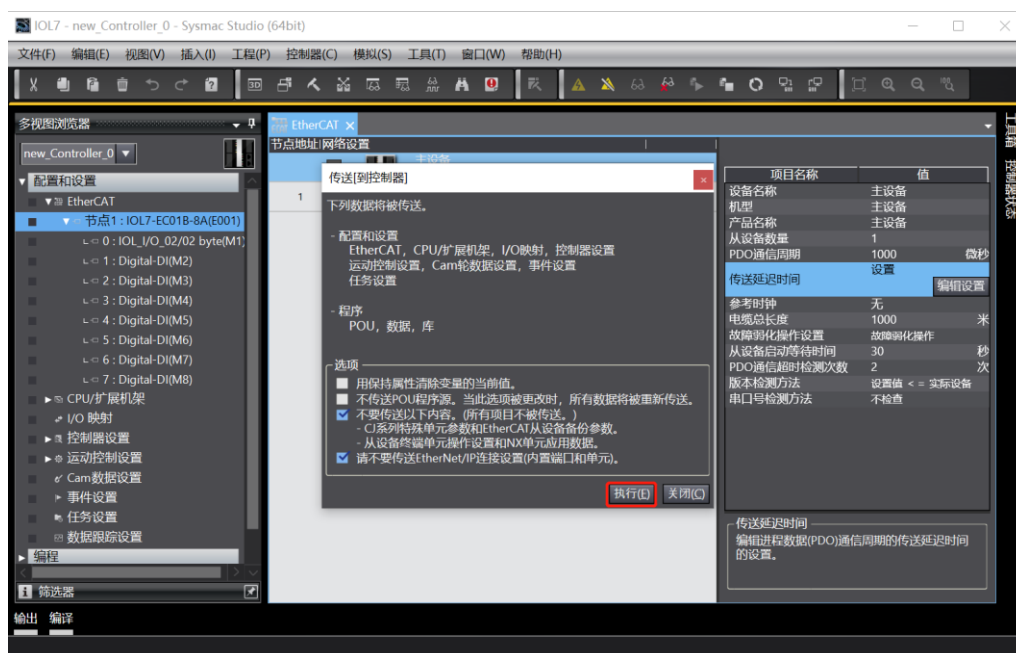 IOL7 - new_Controller_0 - Sysmac Studio (64bit)
文件(F) 编辑(E) 视图(V) 插入(I) 工程(P) 控制器(C) 模拟(S) 工具(T) 窗口(W) 帮助(H)
多视图浏览器
new_Controller_0
配置和设置
EtherCAT
节点1 : IOL7-EC01B-8A(E001)
0 : IOL_I/O_02/02 byte(M1)
1 : Digital-DI(M2)
2 : Digital-DI(M3)
3 : Digital-DI(M4)
4 : Digital-DI(M5)
5 : Digital-DI(M6)
6 : Digital-DI(M7)
7 : Digital-DI(M8)
CPU/扩展机架
I/O 映射
控制器设置
运动控制设置
Cam数据设置
事件设置
任务设置
数据跟踪设置
编程
筛选器
EtherCAT
节点地址|网络设置
主设备
1
传送[到控制器]
下列数据将被传送。
- 配置和设置
EtherCAT，CPU/扩展机架，I/O映射，控制器设置
运动控制设置，Cam轮数据设置，事件设置
任务设置
- 程序
POU，数据，库
选项
用保持属性清除变量的当前值。
不传送POU程序源。当此选项被更改时，所有数据将被重新传送。
不要传送以下内容。(所有项目不被传送。)
- CJ系列特殊单元参数和EtherCAT从设备备份参数。
- 从设备终端单元操作设置和NX单元应用数据。
请不要传送EtherNet/IP连接设置(内置端口和单元)。
执行(E) 关闭(C)
项目名称 值
设备名称 主设备
机型 主设备
产品名称 主设备
从设备数量 1
PDO通信周期 1000 微秒
传送延迟时间 设置
编辑设置
参考时钟 无
电缆总长度 1000 米
故障弱化操作设置 故障弱化操作
从设备启动等待时间 30 秒
PDO通信超时检测次数 2 次
版本检测方法 设置值 < = 实际设备
串口号检测方法 不检查
传送延迟时间
编辑进程数据(PDO)通信周期的传送延迟时间
的设置。
工具箱 控制器状态
输出 编译